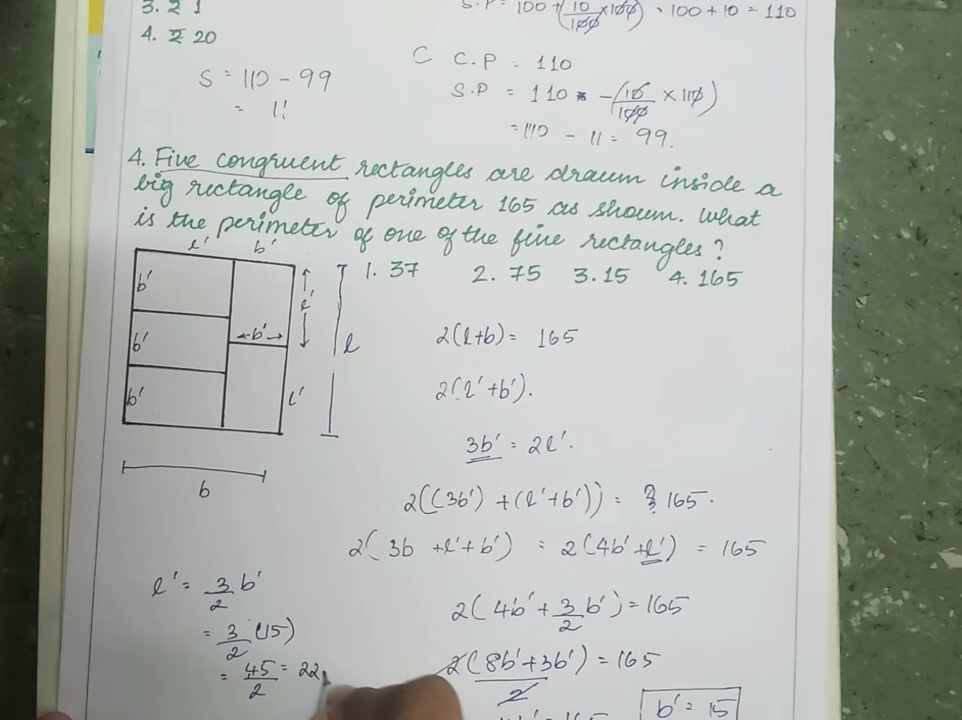 3. ₹ 1
S.P = 100 + (10/100 × 100) = 100 + 10 = 110
4. ₹ 20
C C.P = 110
S = 110 - 99
S.P = 110 - (10/100 × 110)
= 11
= 110 - 11 = 99.
4. Five congruent rectangles are drawn inside a
big rectangle of perimeter 165 as shown. What
is the perimeter of one of the five rectangles?
1. 37 2. 75 3. 15 4. 165
l' b'
b'
l'
b'
b'
l
b'
l'
b
2(l+b) = 165
2(l'+b').
3b' = 2l'.
2((3b') + (l'+b')) = 165.
2(3b + l' + b') = 2(4b' + l') = 165
l' = 3/2 b'
2(4b' + 3/2 b') = 165
= 3/2 (15)
2(8b' + 3b')/2 = 165
= 45/2 = 22
b' = 15